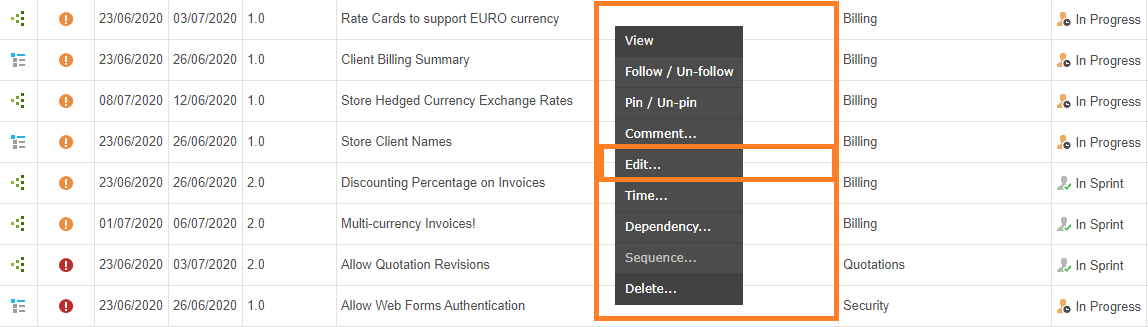 23/06/2020 03/07/2020 1.0 Rate Cards to support EURO currency Billing In Progress
View
23/06/2020 26/06/2020 1.0 Client Billing Summary Billing In Progress
Follow / Un-follow
08/07/2020 12/06/2020 1.0 Store Hedged Currency Exchange Rates Pin / Un-pin Billing In Progress
Comment...
23/06/2020 26/06/2020 1.0 Store Client Names Billing In Progress
Edit...
23/06/2020 26/06/2020 2.0 Discounting Percentage on Invoices Billing In Sprint
Time...
01/07/2020 06/07/2020 2.0 Multi-currency Invoices! Dependency... Billing In Sprint
Sequence...
23/06/2020 03/07/2020 2.0 Allow Quotation Revisions Quotations In Sprint
Delete...
23/06/2020 26/06/2020 1.0 Allow Web Forms Authentication Security In Progress